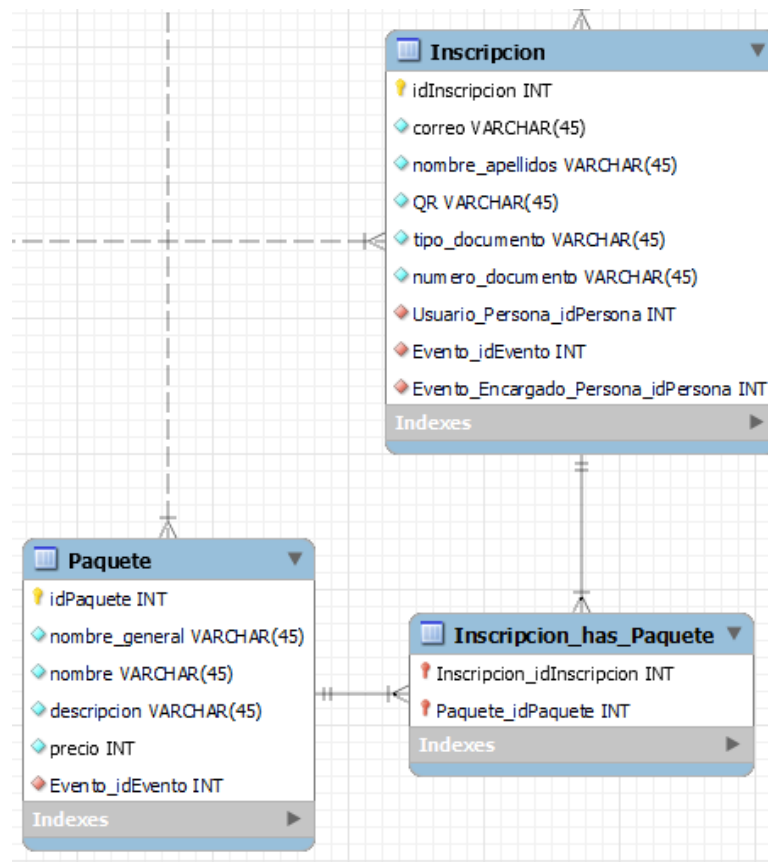 Inscripcion
idInscripcion INT
correo VARCHAR(45)
nombre_apellidos VARCHAR(45)
QR VARCHAR(45)
tipo_documento VARCHAR(45)
numero_documento VARCHAR(45)
Usuario_Persona_idPersona INT
Evento_idEvento INT
Evento_Encargado_Persona_idPersona INT
Indexes
Paquete
idPaquete INT
nombre_general VARCHAR(45)
nombre VARCHAR(45)
descripcion VARCHAR(45)
precio INT
Evento_idEvento INT
Indexes
Inscripcion_has_Paquete
Inscripcion_idInscripcion INT
Paquete_idPaquete INT
Indexes